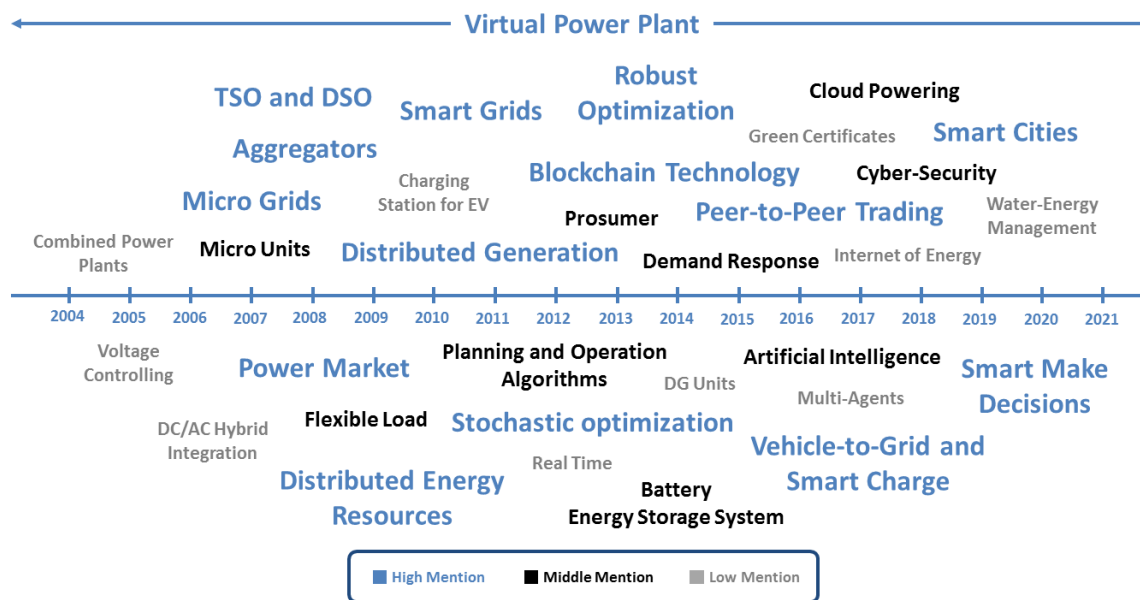 Virtual Power Plant
Robust
Optimization
TSO and DSO
Smart Grids
Cloud Powering
Green Certificates
Smart Cities
Aggregators
Blockchain Technology
Cyber-Security
Charging
Station for EV
Micro Grids
Prosumer
Peer-to-Peer Trading
Water-Energy
Management
Combined Power
Plants
Micro Units
Distributed Generation
Demand Response
Internet of Energy
2004 2005 2006 2007 2008 2009 2010 2011 2012 2013 2014 2015 2016 2017 2018 2019 2020 2021
Voltage
Controlling
Power Market
Planning and Operation
Algorithms
DG Units
Artificial Intelligence
Multi-Agents
Smart Make
Decisions
DC/AC Hybrid
Integration
Flexible Load
Stochastic optimization
Real Time
Vehicle-to-Grid and
Smart Charge
Distributed Energy
Resources
Battery
Energy Storage System
High Mention Middle Mention Low Mention